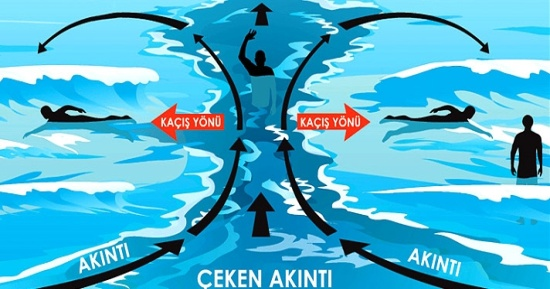 KAÇIŞ YÖNÜ
KAÇIŞ YÖNÜ
AKINTI
AKINTI
ÇEKEN AKINTI